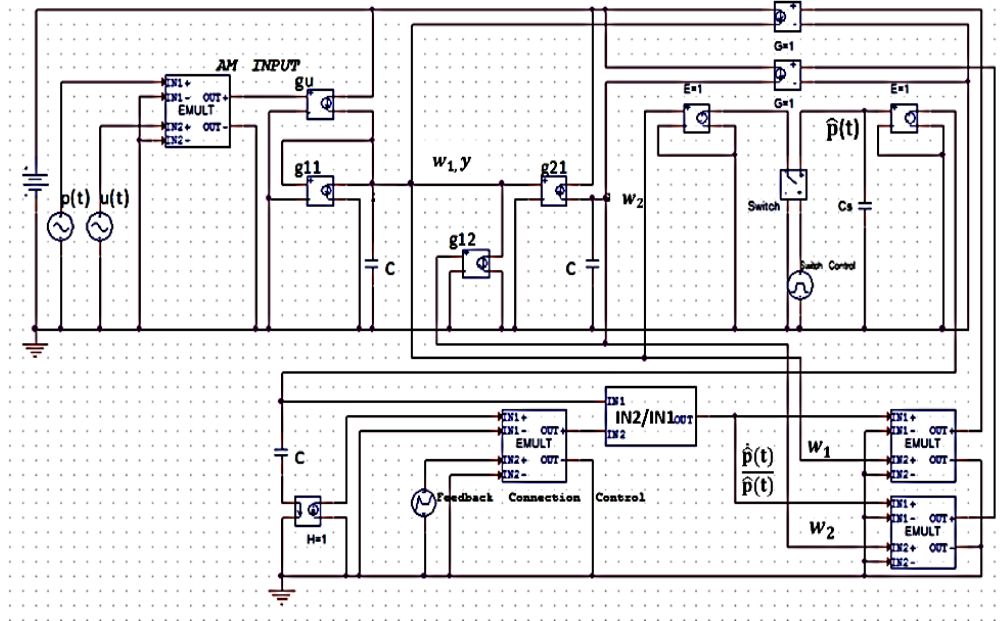 G=1
AM INPUT
gu
IN1+
IN1-
OUT+
EMULT
IN2+
OUT-
IN2-
G=1
E=1
E=1
p̂(t)
g11
w₁,y
g21
w₂
p(t)
u(t)
Switch
Cs
g12
C
C
Switch Control
IN1
IN2/IN1
OUT
IN2
IN1+
IN1-
OUT+
EMULT
IN2+
OUT-
IN2-
C
w₁
IN1+
IN1-
OUT+
EMULT
IN2+
OUT-
IN2-
Feedback Connection Control
ṗ̂(t)
p̂(t)
H=1
w₂
IN1+
IN1-
OUT+
EMULT
IN2+
OUT-
IN2-